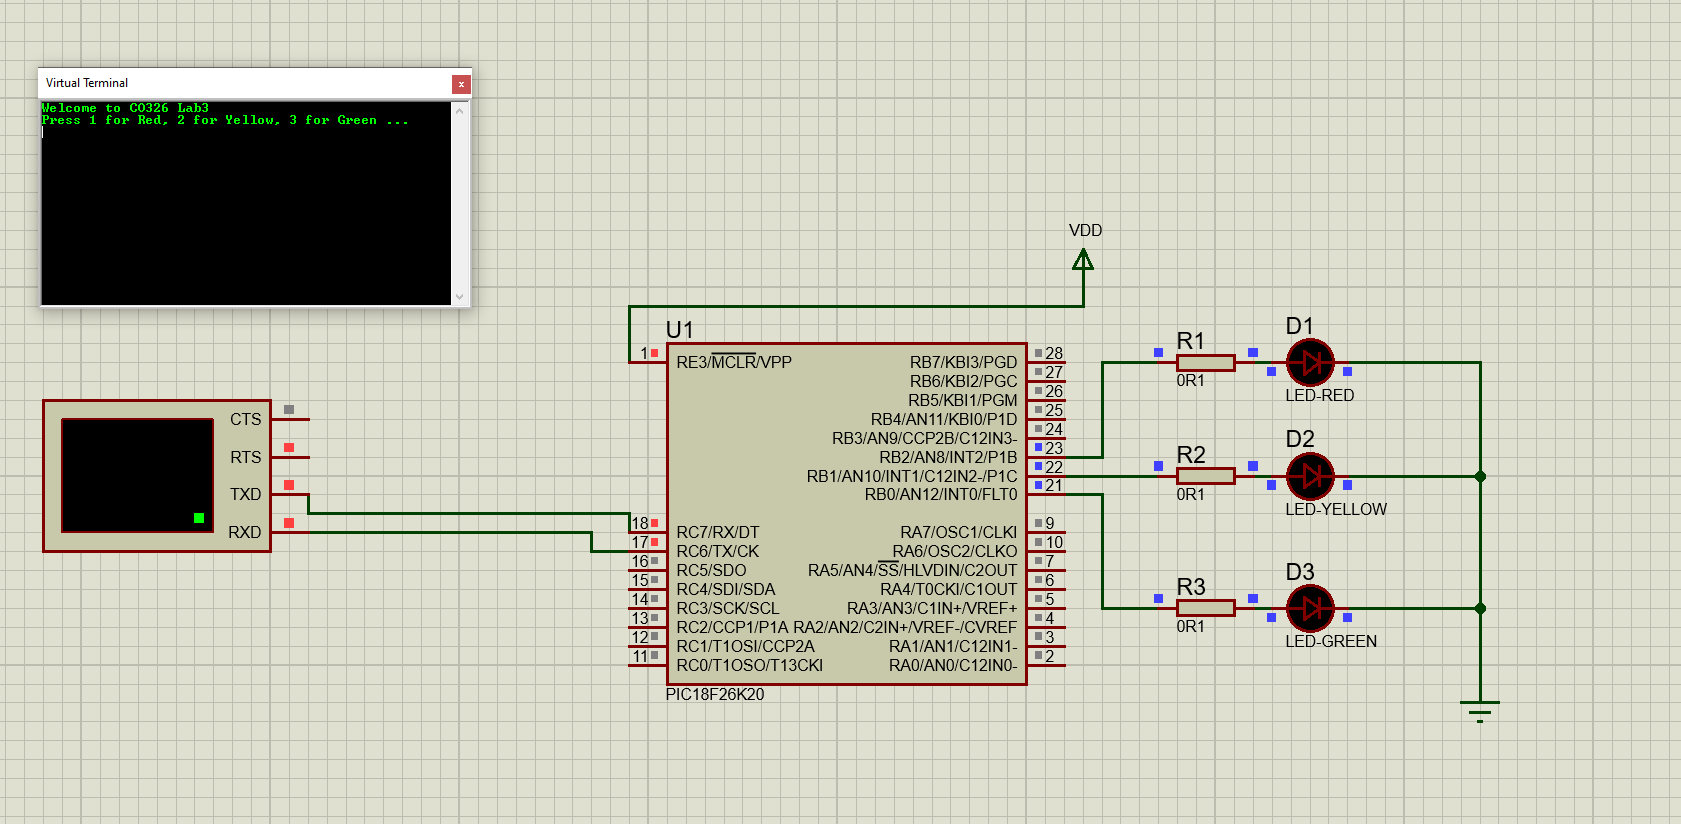 Virtual Terminal
x
Welcome to CO326 Lab3
Press 1 for Red, 2 for Yellow, 3 for Green ...
VDD
U1
1
RE3/MCLR/VPP
18
RC7/RX/DT
17
RC6/TX/CK
16
RC5/SDO
15
RC4/SDI/SDA
14
RC3/SCK/SCL
13
RC2/CCP1/P1A
12
RC1/T1OSI/CCP2A
11
RC0/T1OSO/T13CKI
RB7/KBI3/PGD
28
RB6/KBI2/PGC
27
RB5/KBI1/PGM
26
RB4/AN11/KBI0/P1D
25
RB3/AN9/CCP2B/C12IN3-
24
RB2/AN8/INT2/P1B
23
RB1/AN10/INT1/C12IN2-/P1C
22
RB0/AN12/INT0/FLT0
21
RA7/OSC1/CLKI
9
RA6/OSC2/CLKO
10
RA5/AN4/SS/HLVDIN/C2OUT
7
RA4/T0CKI/C1OUT
6
RA3/AN3/C1IN+/VREF+
5
RA2/AN2/C2IN+/VREF-/CVREF
4
RA1/AN1/C12IN1-
3
RA0/AN0/C12IN0-
2
PIC18F26K20
CTS
RTS
TXD
RXD
R1
0R1
D1
LED-RED
R2
0R1
D2
LED-YELLOW
R3
0R1
D3
LED-GREEN